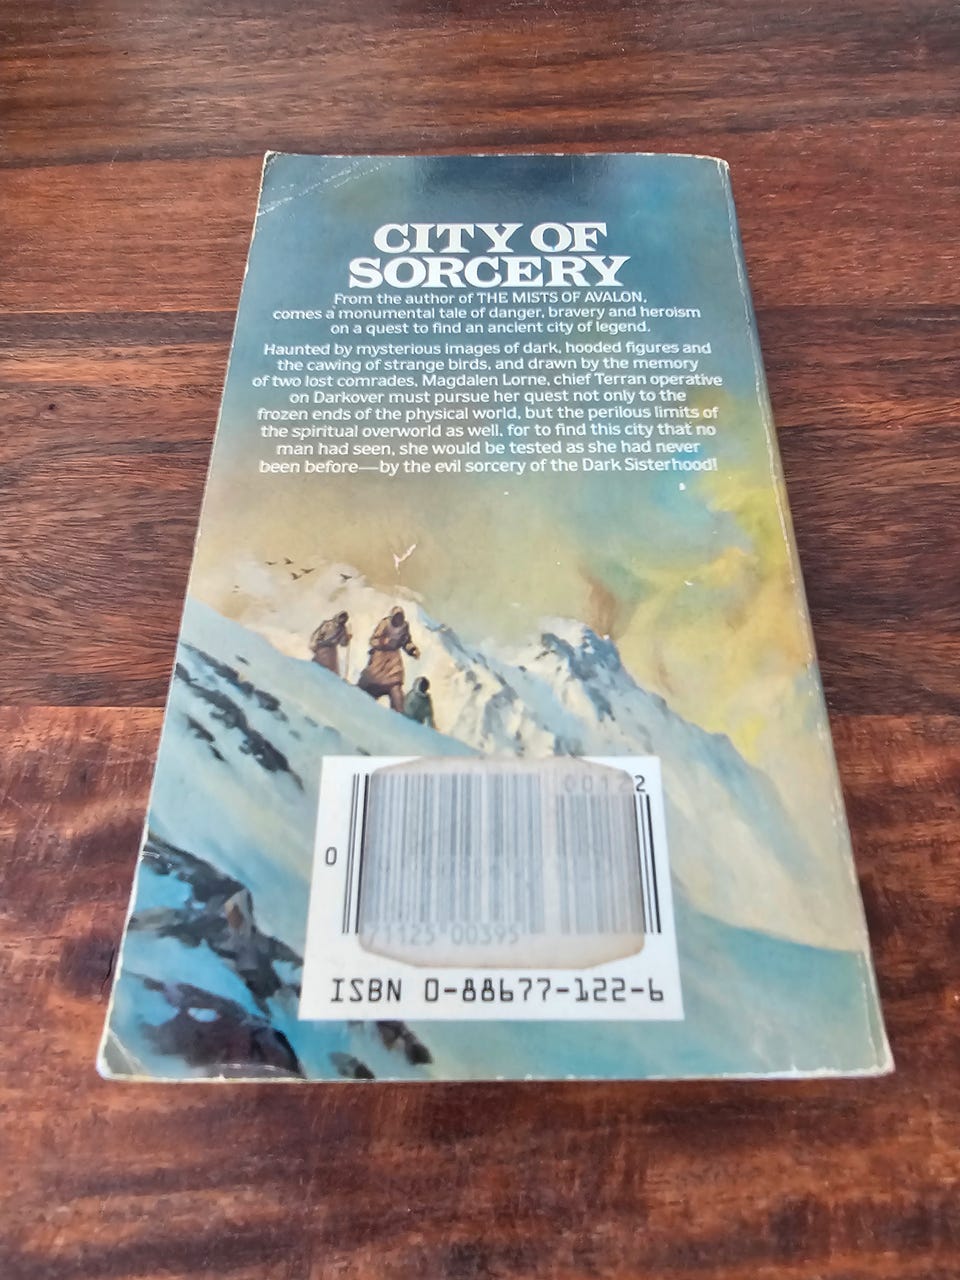 CITY OF
SORCERY
From the author of THE MISTS OF AVALON,
comes a monumental tale of danger, bravery and heroism
on a quest to find an ancient city of legend.
Haunted by mysterious images of dark, hooded figures and
the cawing of strange birds, and drawn by the memory
of two lost comrades, Magdalen Lorne, chief Terran operative
on Darkover must pursue her quest not only to the
frozen ends of the physical world, but the perilous limits of
the spiritual overworld as well, for to find this city that no
man had seen, she would be tested as she had never
been before—by the evil sorcery of the Dark Sisterhood!
00122
0
71125 00395
ISBN 0-88677-122-6